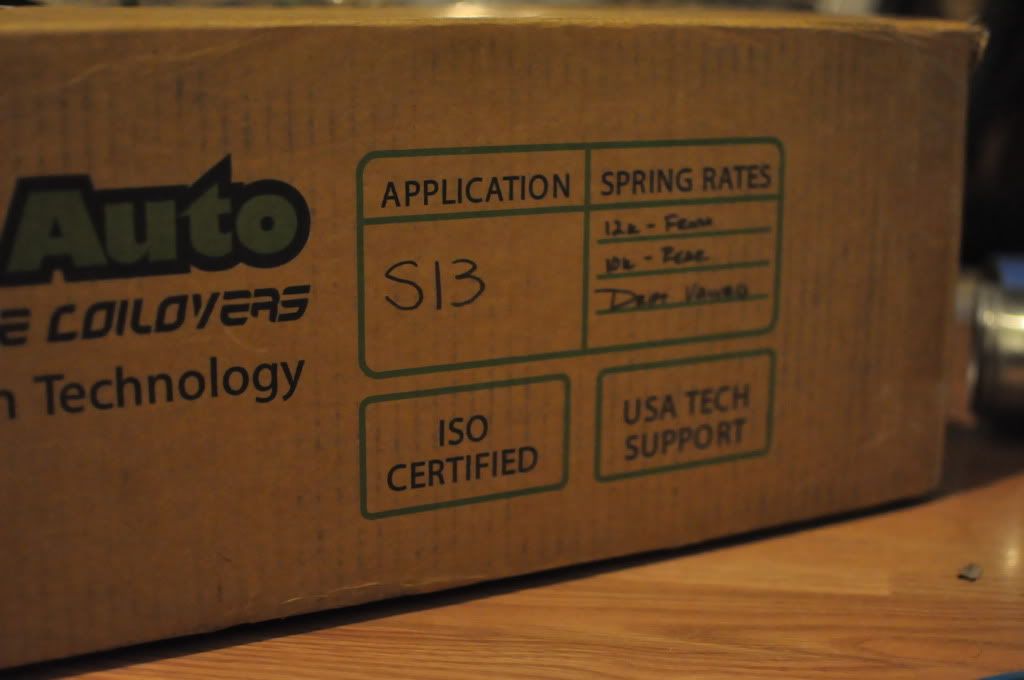 Auto
E COILOVERS
n Technology
APPLICATION
S13
SPRING RATES
12k - Front
10k - Rear
ISO
CERTIFIED
USA TECH
SUPPORT